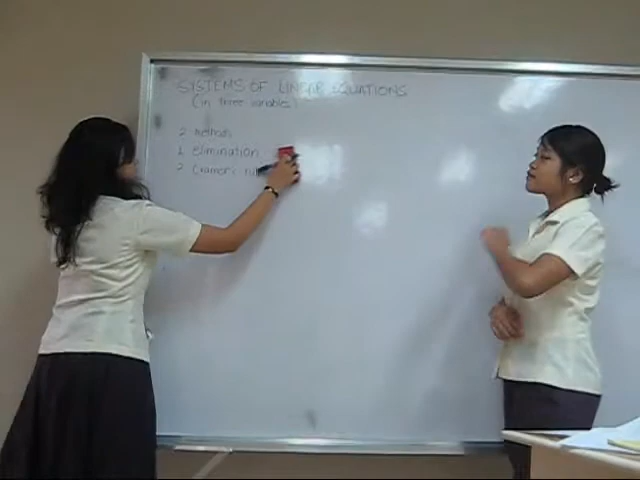 SYSTEMS OF LINEAR EQUATIONS
(in three variables)
2 methods
1 elimination
2 Cramer's